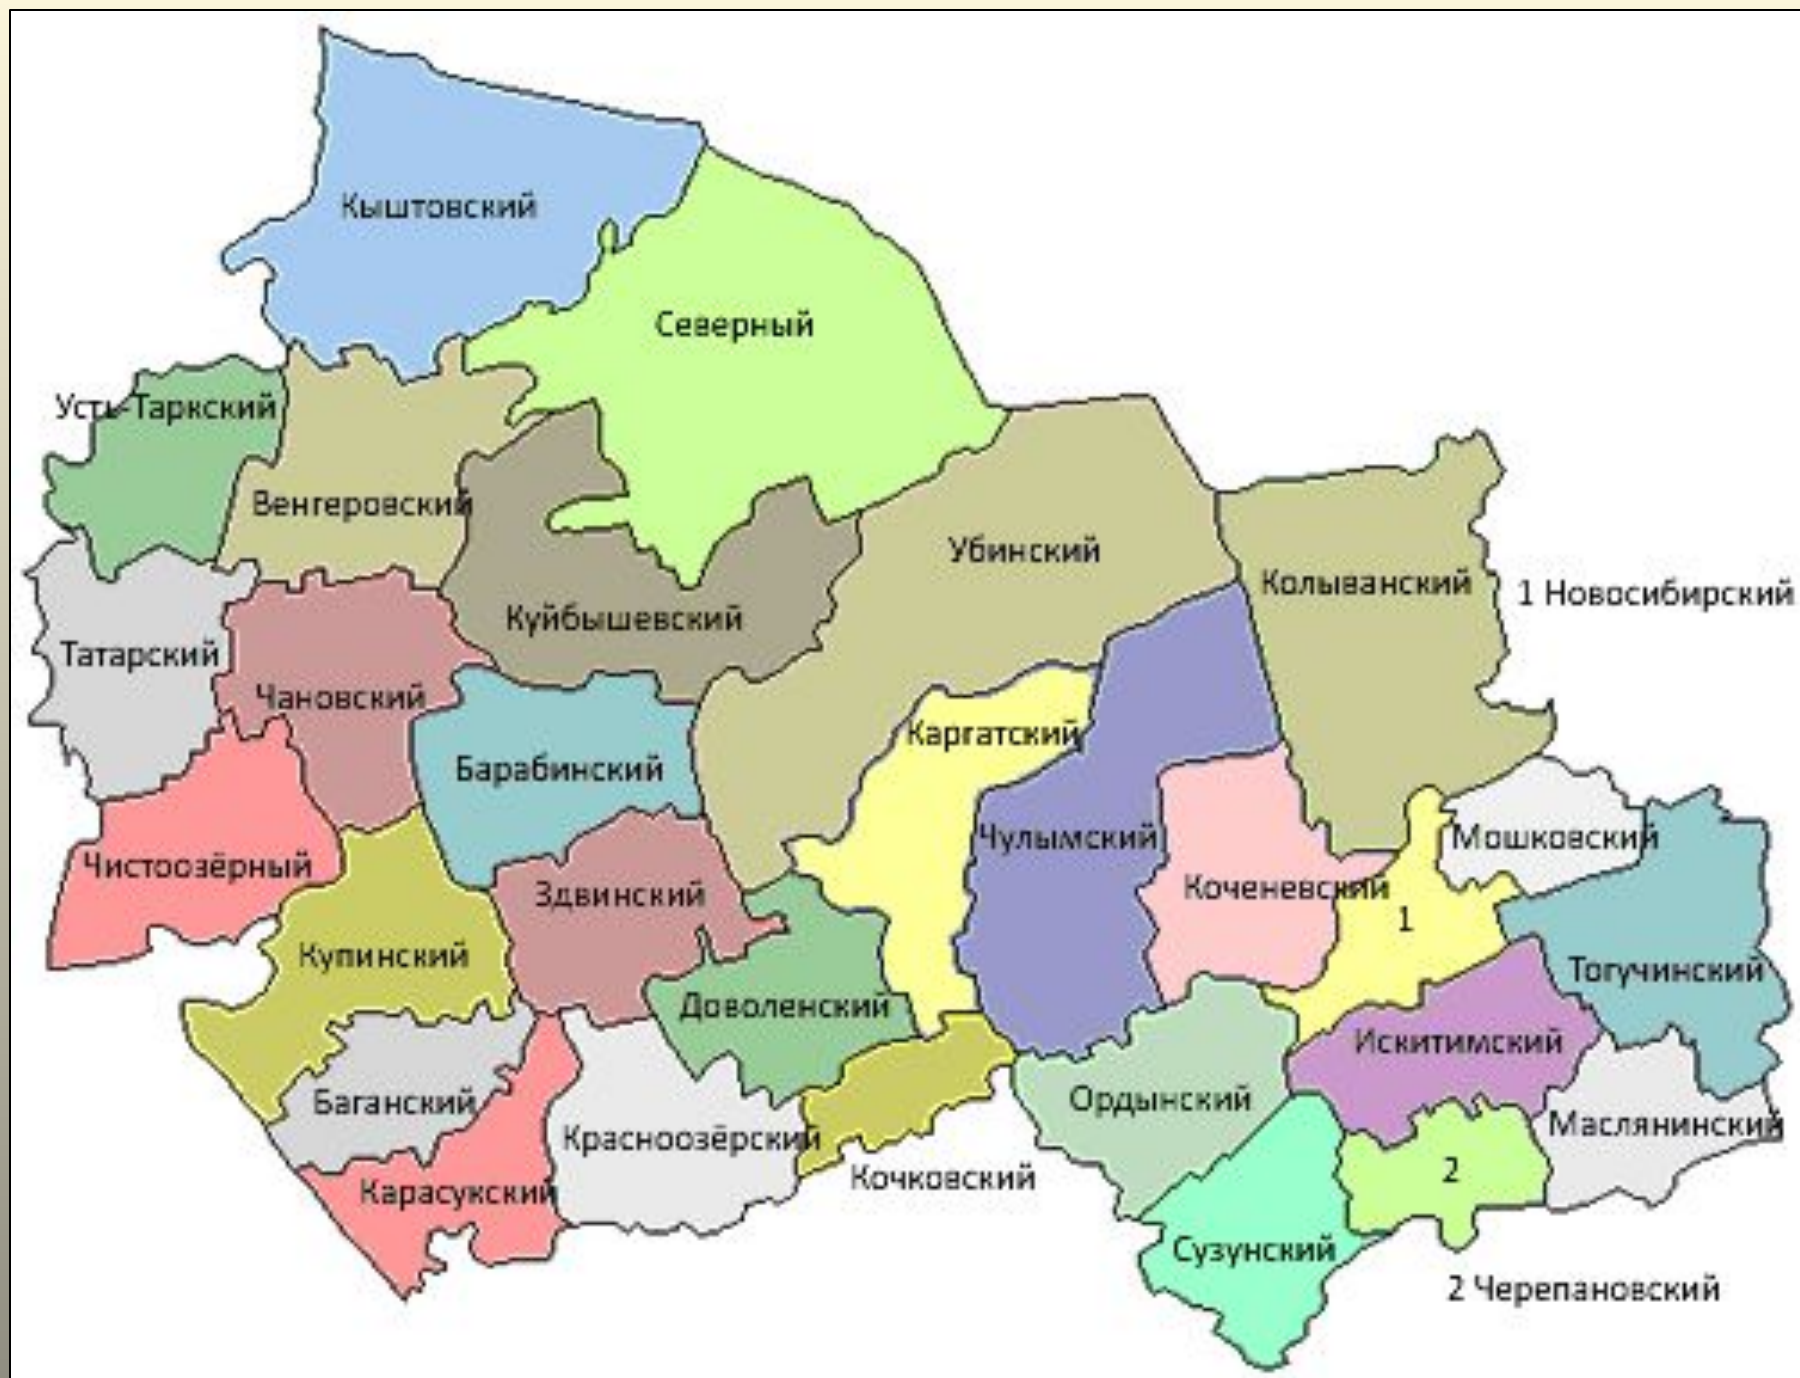 Кыштовский
Северный
Усть-Таркский
Венгеровский
Убинский
Колыванский
1 Новосибирский
Куйбышевский
Татарский
Чановский
Каргатский
Барабинский
Чулымский
Мошковский
Чистоозёрный
Здвинский
Коченевский
1
Купинский
Тогучинский
Доволенский
Искитимский
Баганский
Ордынский
Красноозёрский
Маслянинский
Кочковский
2
Карасукский
Сузунский
2 Черепановский